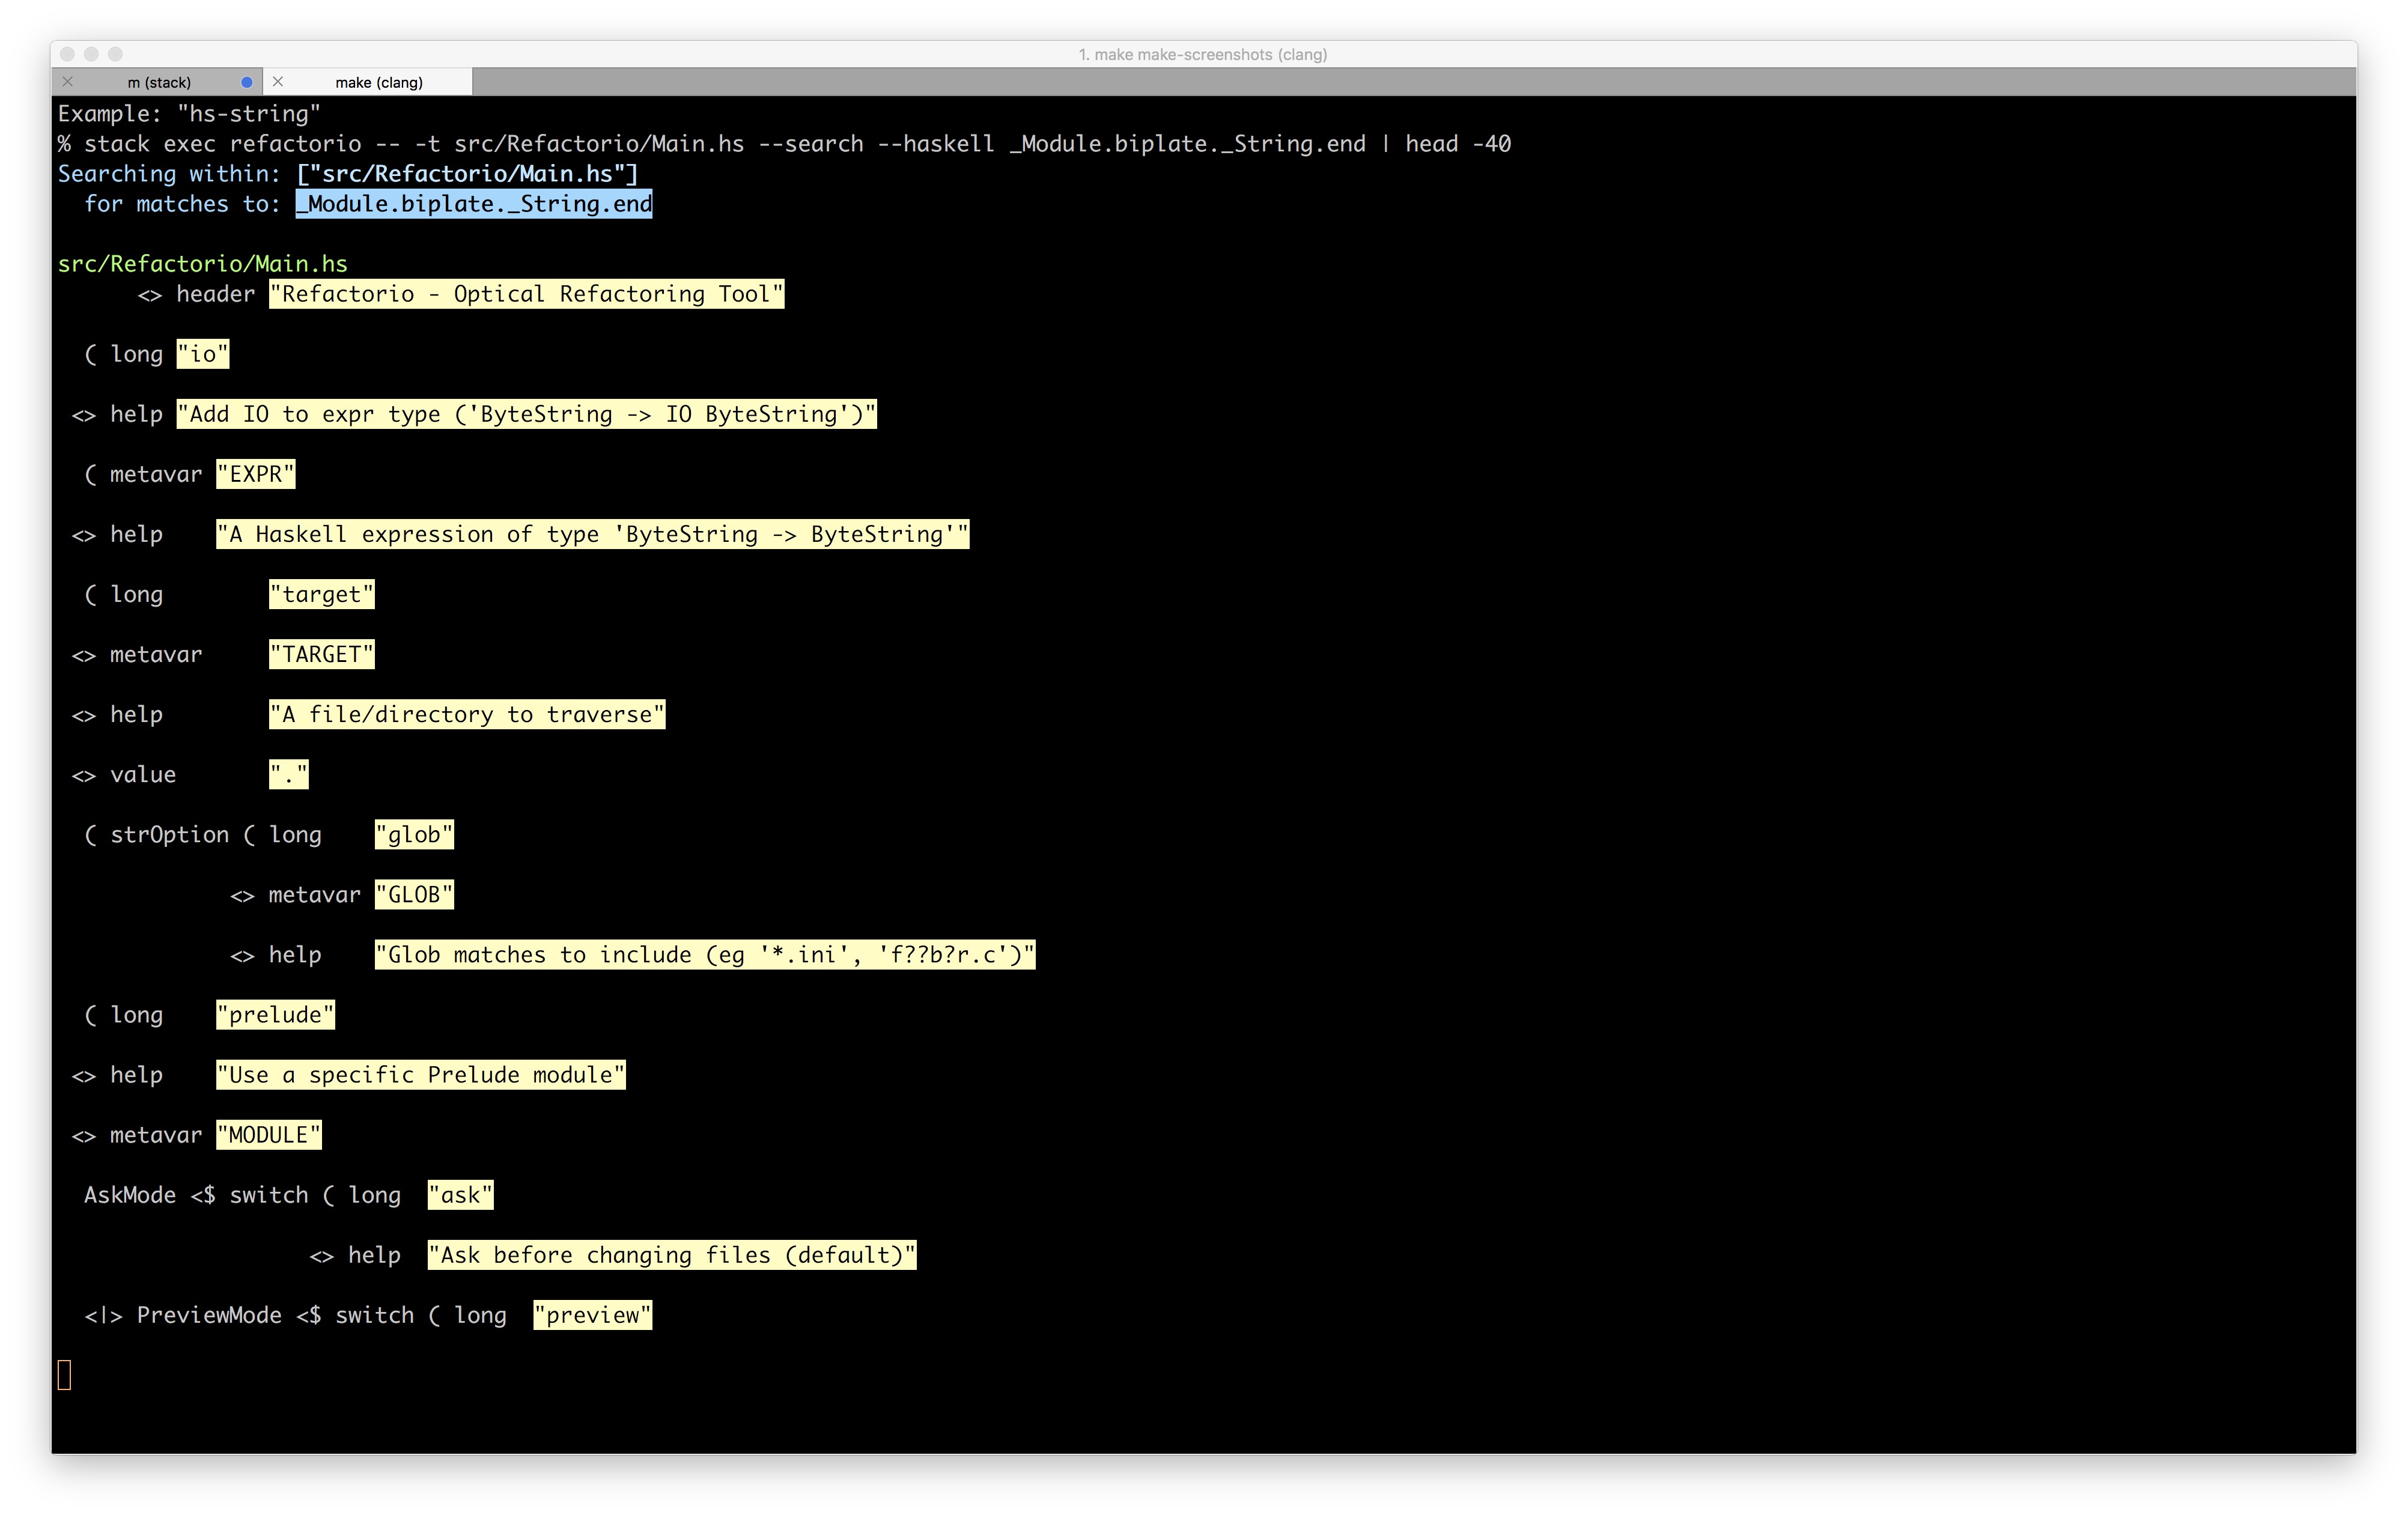 1. make make-screenshots (clang)
m (stack) make (clang)
Example: "hs-string"
% stack exec refactorio -- -t src/Refactorio/Main.hs --search --haskell _Module.biplate._String.end | head -40
Searching within: ["src/Refactorio/Main.hs"]
  for matches to: _Module.biplate._String.end
src/Refactorio/Main.hs
      <> header "Refactorio - Optical Refactoring Tool"
  ( long "io"
 <> help "Add IO to expr type ('ByteString -> IO ByteString')"
  ( metavar "EXPR"
 <> help    "A Haskell expression of type 'ByteString -> ByteString'"
  ( long        "target"
 <> metavar     "TARGET"
 <> help        "A file/directory to traverse"
 <> value       "."
  ( strOption ( long    "glob"
             <> metavar "GLOB"
             <> help    "Glob matches to include (eg '*.ini', 'f??b?r.c')"
  ( long    "prelude"
 <> help    "Use a specific Prelude module"
 <> metavar "MODULE"
  AskMode <$ switch ( long  "ask"
                   <> help  "Ask before changing files (default)"
  <|> PreviewMode <$ switch ( long  "preview"